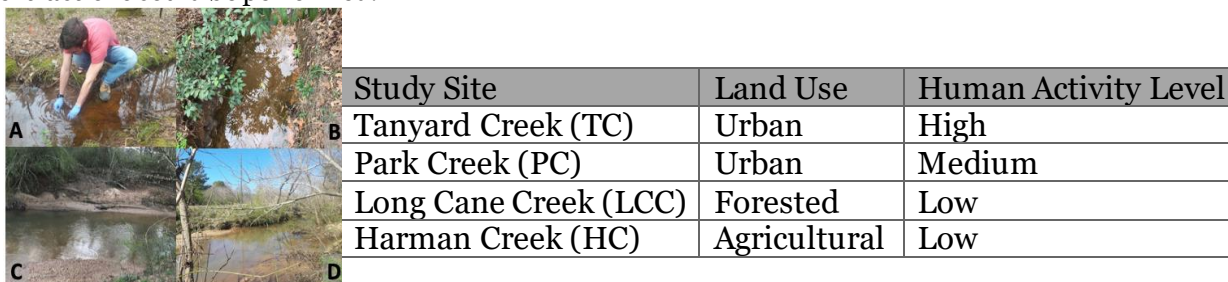 A
B
C
D
Study Site Land Use Human Activity Level
Tanyard Creek (TC) Urban High
Park Creek (PC) Urban Medium
Long Cane Creek (LCC) Forested Low
Harman Creek (HC) Agricultural Low